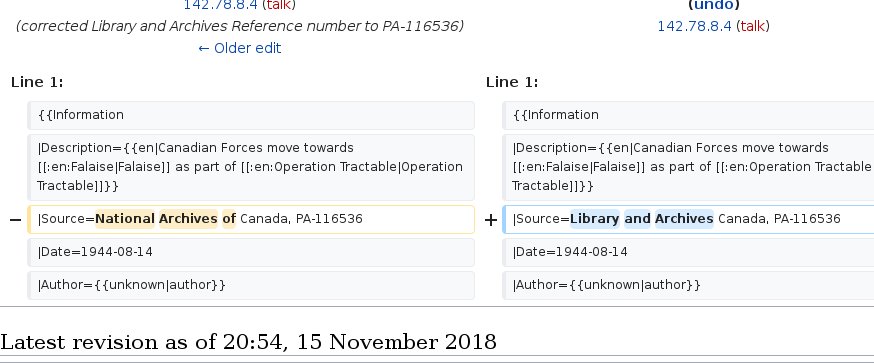 142.78.8.4 (talk)
(corrected Library and Archives Reference number to PA-116536)
← Older edit
(undo)
142.78.8.4 (talk)
Line 1:
Line 1:
{{Information
{{Information
|Description={{en|Canadian Forces move towards
[[:en:Falaise|Falaise]] as part of [[:en:Operation Tractable|Operation
Tractable]]}}
|Description={{en|Canadian Forces move towards
[[:en:Falaise|Falaise]] as part of [[:en:Operation Tractable
Tractable]]}}
− |Source=National Archives of Canada, PA-116536
+ |Source=Library and Archives Canada, PA-116536
|Date=1944-08-14
|Date=1944-08-14
|Author={{unknown|author}}
|Author={{unknown|author}}
Latest revision as of 20:54, 15 November 2018